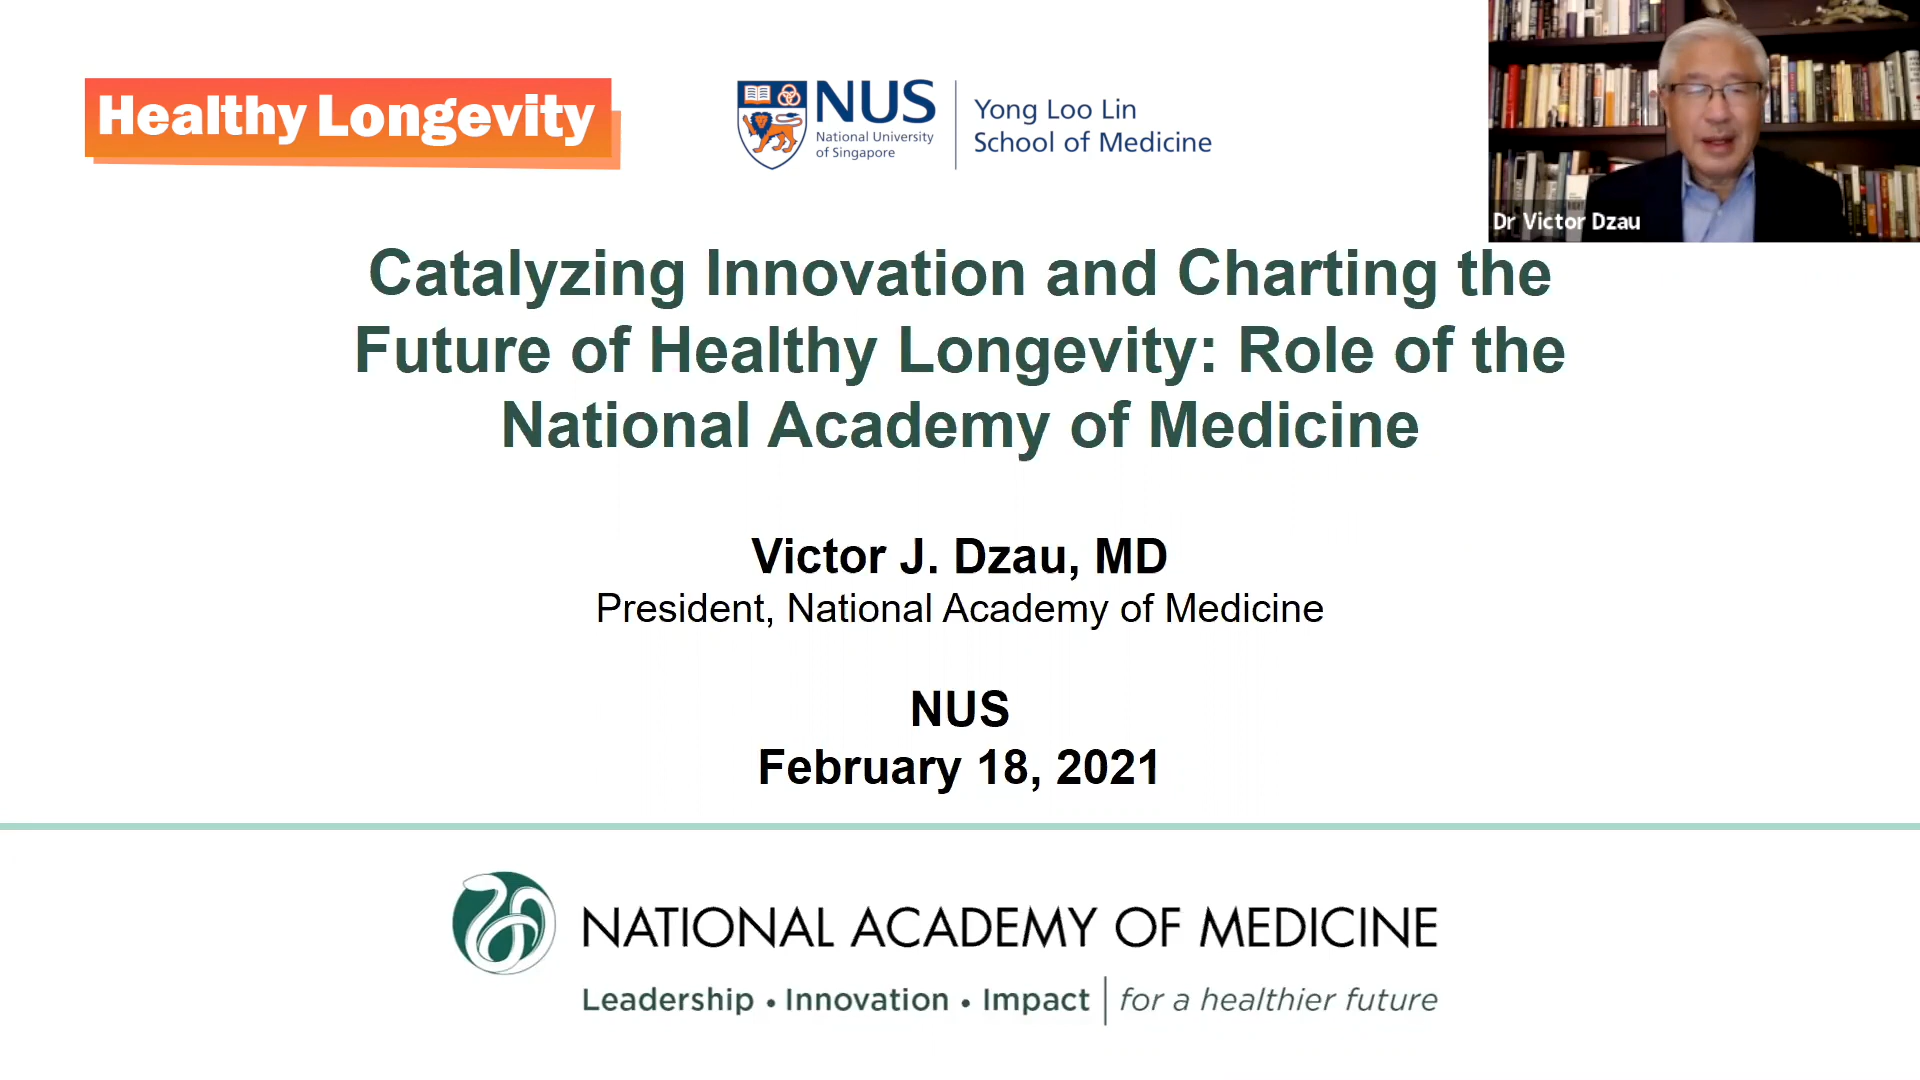 Healthy Longevity
NUS
National University
of Singapore
Yong Loo Lin
School of Medicine
Dr Victor Dzau
Catalyzing Innovation and Charting the
Future of Healthy Longevity: Role of the
National Academy of Medicine
Victor J. Dzau, MD
President, National Academy of Medicine
NUS
February 18, 2021
NATIONAL ACADEMY OF MEDICINE
Leadership • Innovation • Impact | for a healthier future